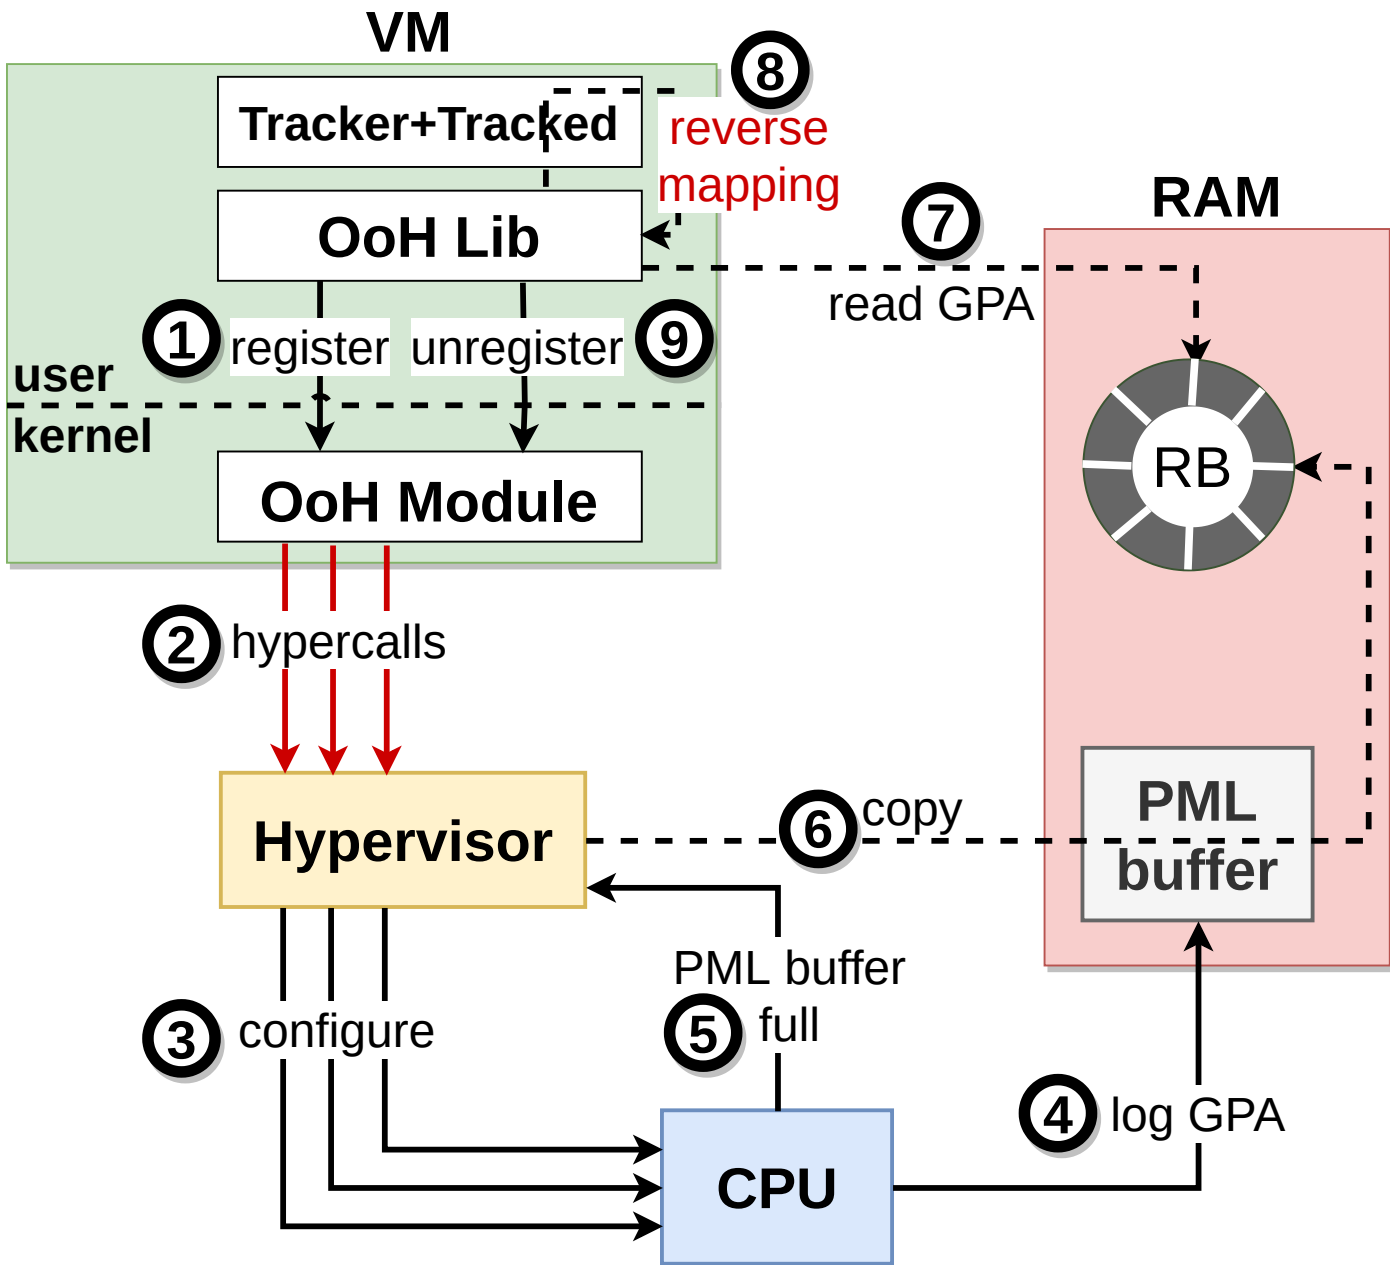 VM
8
Tracker+Tracked
reverse
mapping
RAM
7
OoH Lib
read GPA
1
register
unregister
9
user
kernel
RB
OoH Module
2
hypercalls
6
copy
PML
buffer
Hypervisor
PML buffer
full
5
3
configure
4
log GPA
CPU